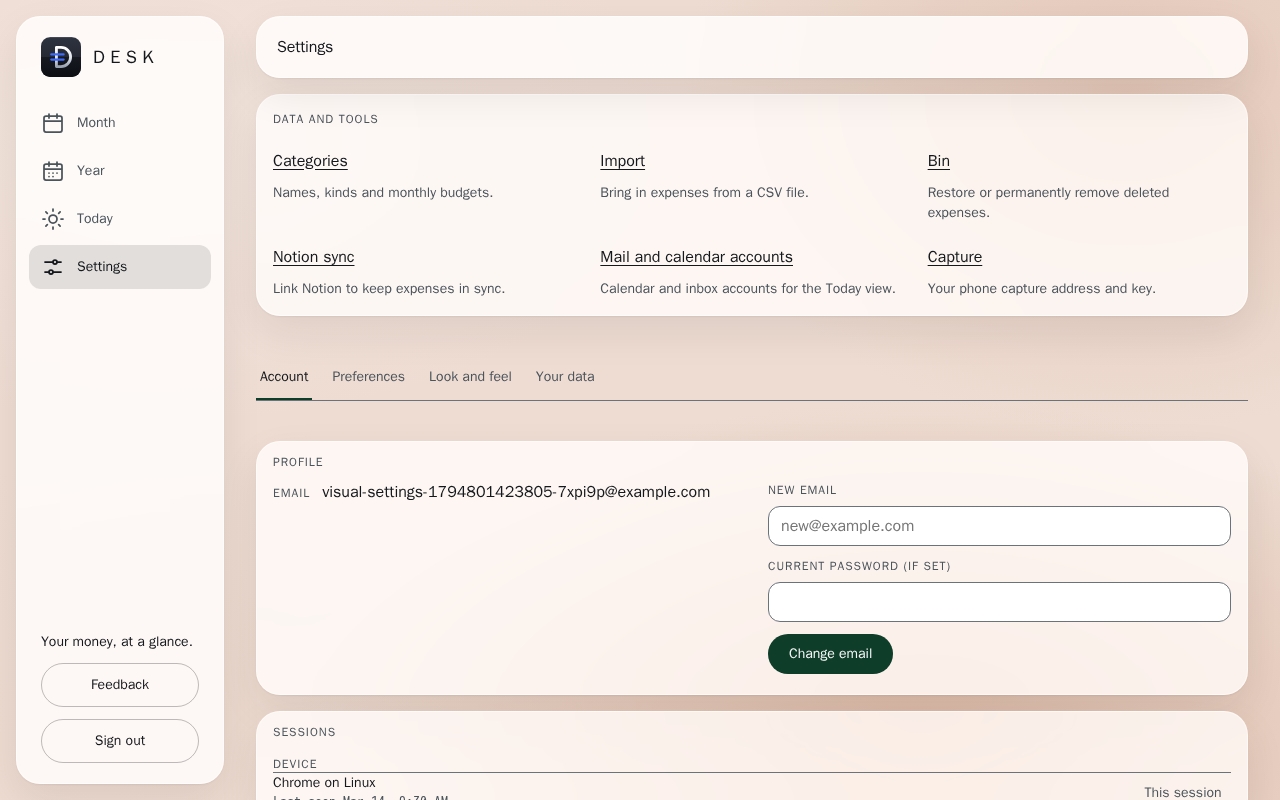 DESK
Month
Year
Today
Settings
Your money, at a glance.
Feedback
Sign out
Settings
DATA AND TOOLS
Categories
Names, kinds and monthly budgets.
Import
Bring in expenses from a CSV file.
Bin
Restore or permanently remove deleted
expenses.
Notion sync
Link Notion to keep expenses in sync.
Mail and calendar accounts
Calendar and inbox accounts for the Today view.
Capture
Your phone capture address and key.
Account Preferences Look and feel Your data
PROFILE
EMAIL visual-settings-1794801423805-7xpi9p@example.com
NEW EMAIL
new@example.com
CURRENT PASSWORD (IF SET)
Change email
SESSIONS
DEVICE
Chrome on Linux
This session